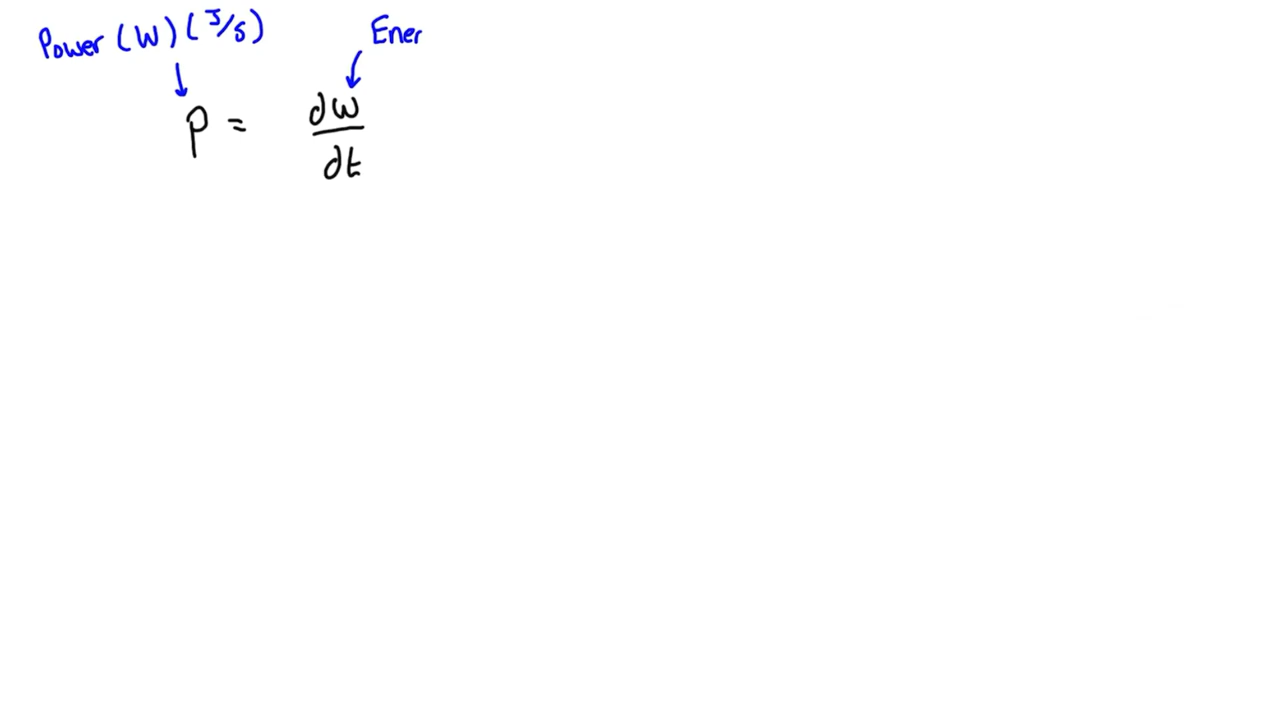 Power (W) (J/s) Ener
P = dw
dt